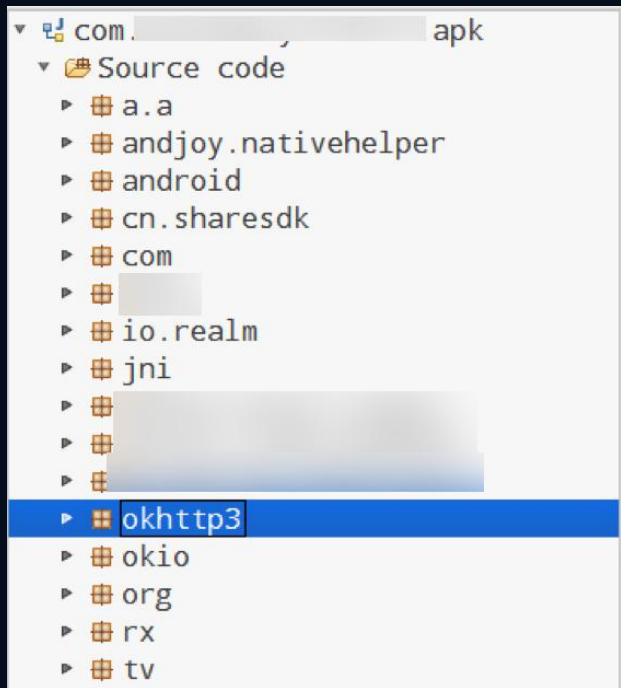 com. apk
Source code
a.a
andjoy.nativehelper
android
cn.sharesdk
com
io.realm
jni
okhttp3
okio
org
rx
tv